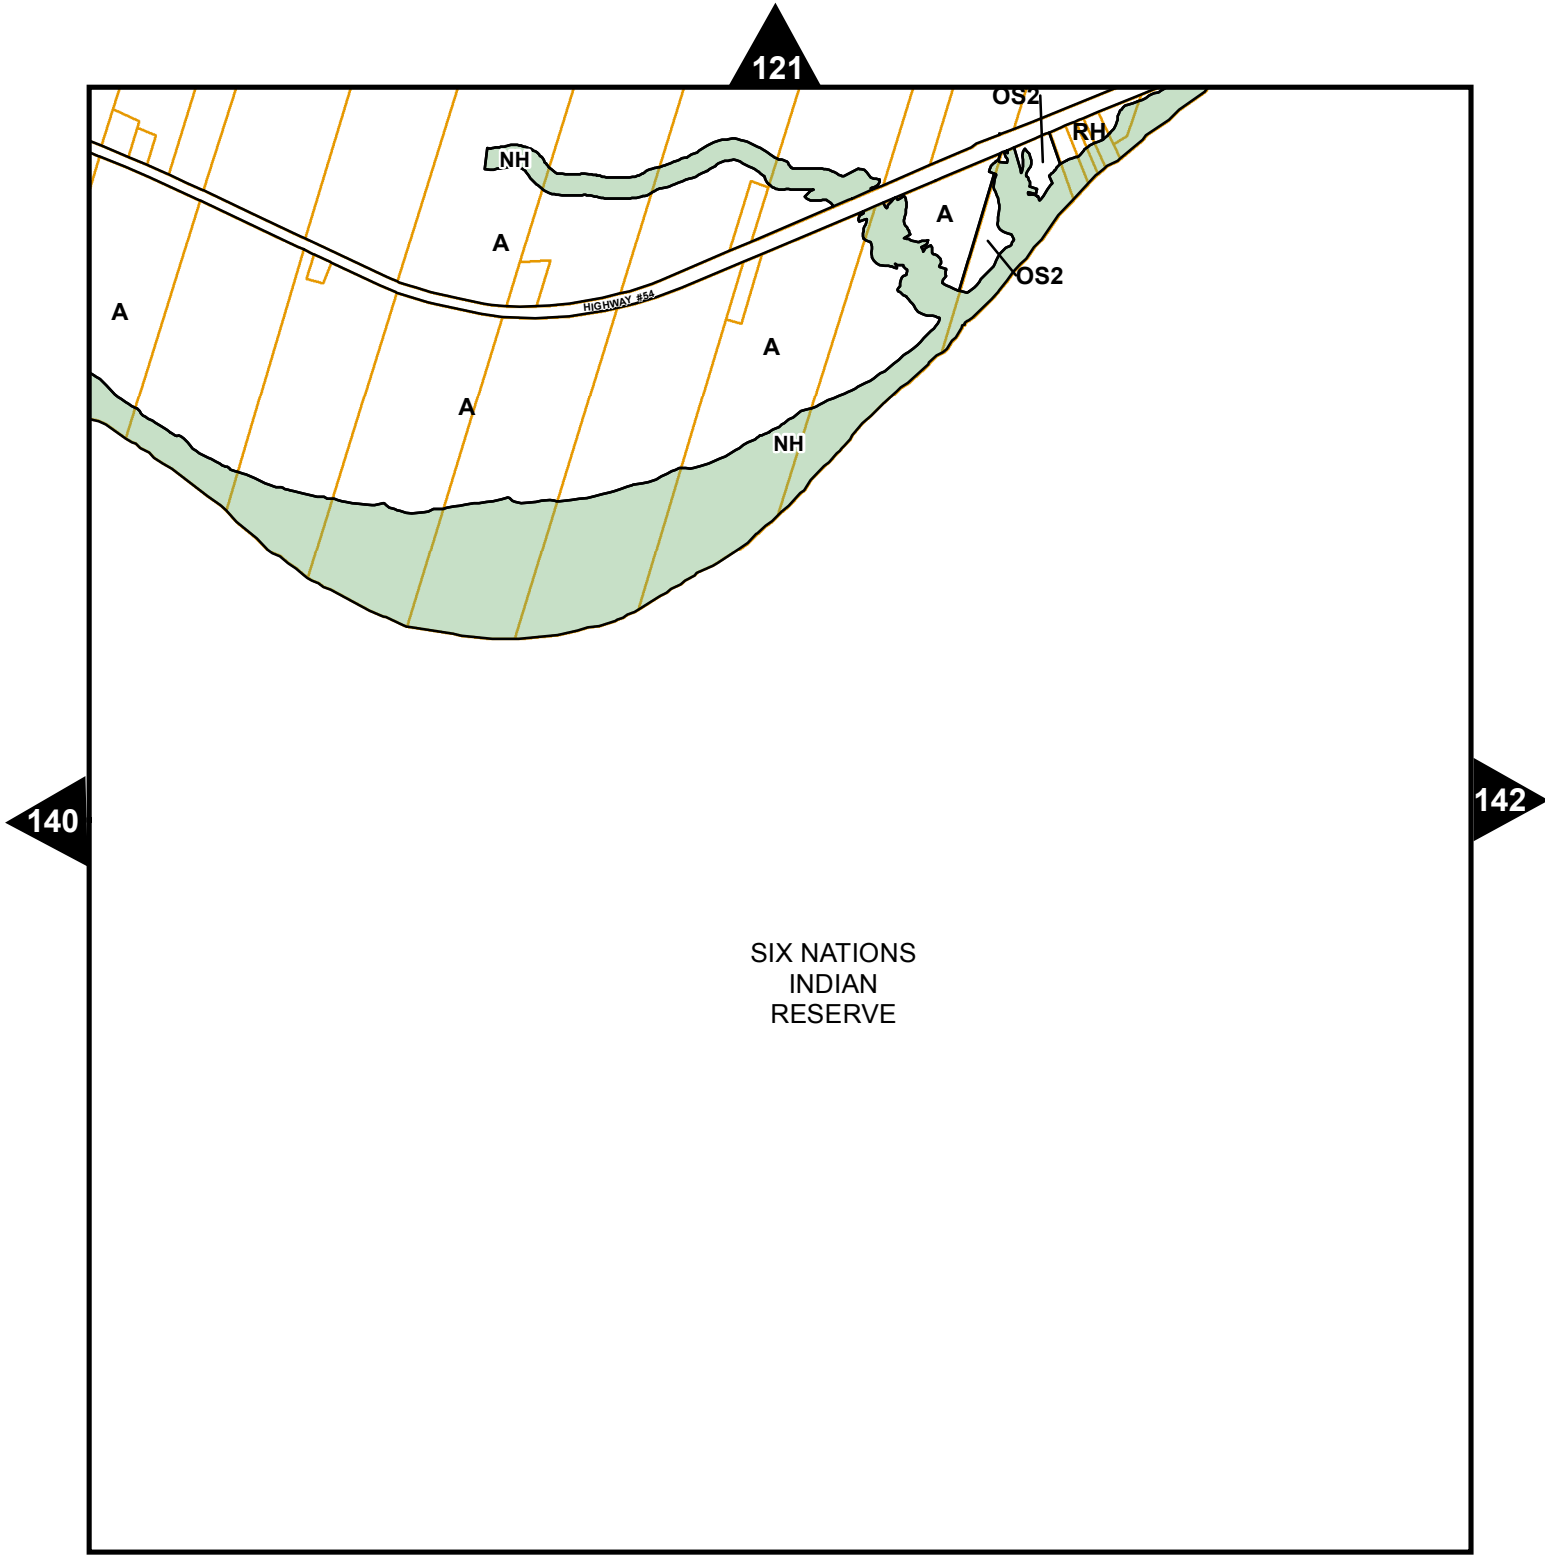 121
OS2
RH
NH
A
A
OS2
HIGHWAY #54
A
A
A
NH
142
140
SIX NATIONS
INDIAN
RESERVE